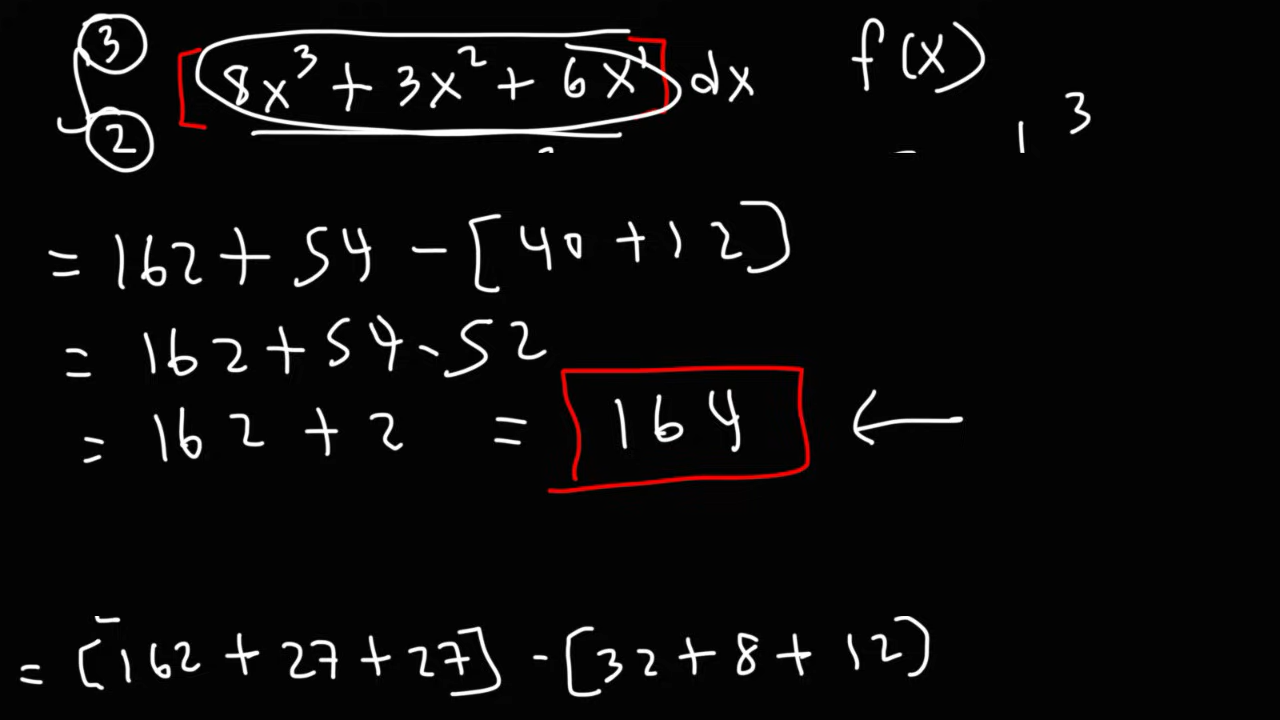 ∫₂³ [8x³ + 3x² + 6x¹] dx f(x)
3
= 162 + 54 - [40 + 12]
= 162 + 54 - 52
= 162 + 2 = 164 ←
= [162 + 27 + 27] - [32 + 8 + 12]